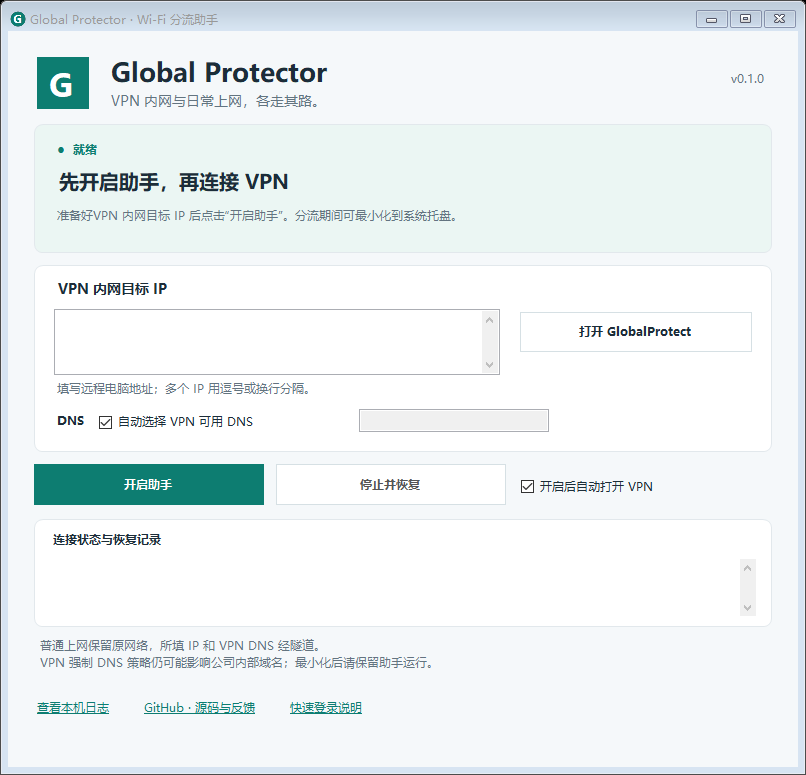 G Global Protector · Wi-Fi 分流助手
G
Global Protector
VPN 内网与日常上网，各走其路。
v0.1.0
• 就绪
先开启助手，再连接 VPN
准备好VPN 内网目标 IP 后点击“开启助手”。分流期间可最小化到系统托盘。
VPN 内网目标 IP
打开 GlobalProtect
填写远程电脑地址；多个 IP 用逗号或换行分隔。
DNS 自动选择 VPN 可用 DNS
开启助手
停止并恢复
开启后自动打开 VPN
连接状态与恢复记录
普通上网保留原网络，所填 IP 和 VPN DNS 经隧道。
VPN 强制 DNS 策略仍可能影响公司内部域名；最小化后请保留助手运行。
查看本机日志
GitHub · 源码与反馈
快速登录说明